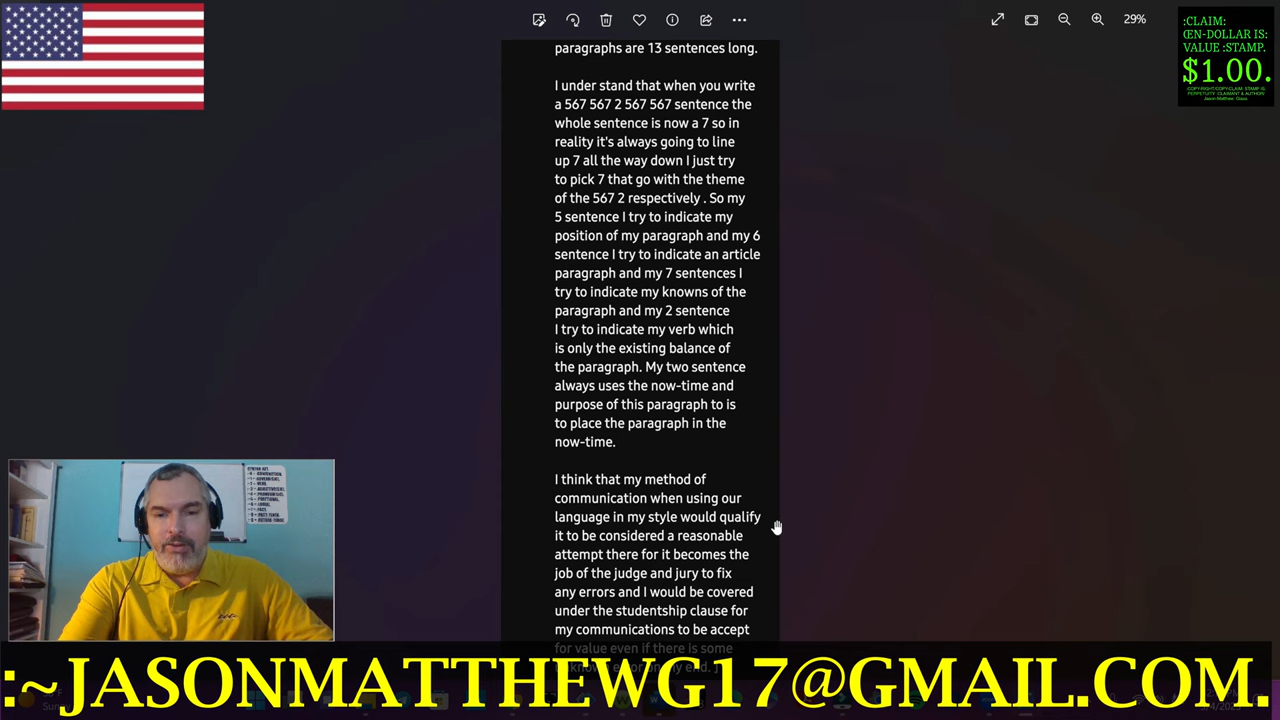 29%
:CLAIM:
ŒN-DOLLAR IS:
VALUE :STAMP.
$1.00.
paragraphs are 13 sentences long.
I under stand that when you write
a 567 567 2 567 567 sentence the
whole sentence is now a 7 so in
reality it's always going to line
up 7 all the way down I just try
to pick 7 that go with the theme
of the 567 2 respectively . So my
5 sentence I try to indicate my
position of my paragraph and my 6
sentence I try to indicate an article
paragraph and my 7 sentences I
try to indicate my knowns of the
paragraph and my 2 sentence
I try to indicate my verb which
is only the existing balance of
the paragraph. My two sentence
always uses the now-time and
purpose of this paragraph to is
to place the paragraph in the
now-time.
I think that my method of
communication when using our
language in my style would qualify
it to be considered a reasonable
attempt there for it becomes the
job of the judge and jury to fix
any errors and I would be covered
under the studentship clause for
my communications to be accept
for value even if there is some
:~JASONMATTHEWG17@GMAIL.COM.